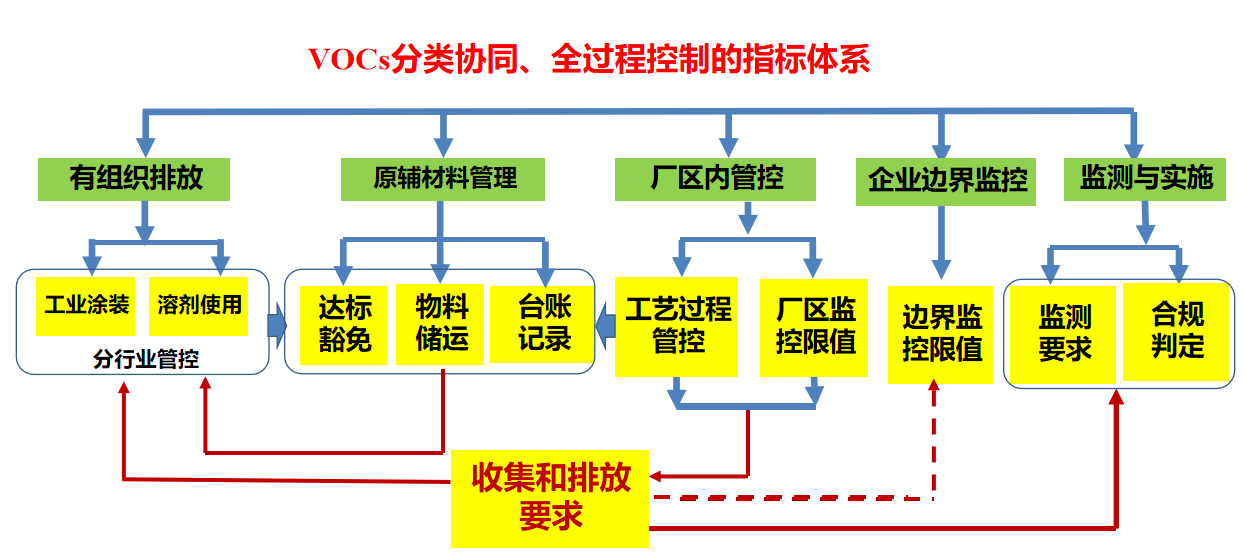 VOCs分类协同、全过程控制的指标体系
有组织排放
原辅材料管理
厂区内管控
企业边界监控
监测与实施
工业涂装
溶剂使用
分行业管控
达标
豁免
物料
储运
台账
记录
工艺过程
管控
厂区监
控限值
边界监
控限值
监测
要求
合规
判定
收集和排放
要求